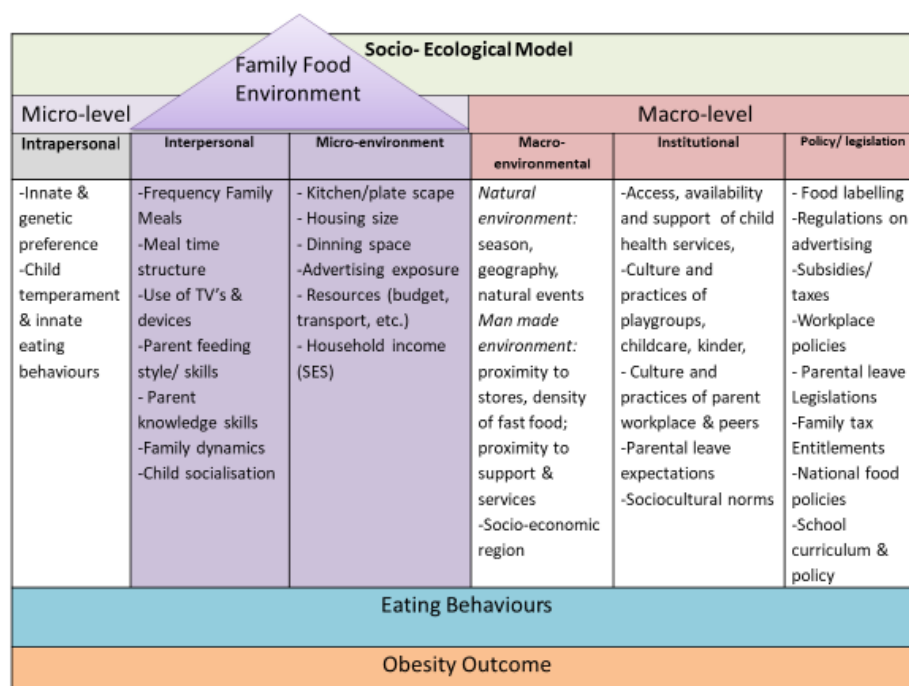 Socio- Ecological Model
Family Food
Environment
Micro-level
Macro-level
Intrapersonal
Interpersonal
Micro-environment
Macro-
environmental
Institutional
Policy/ legislation
-Innate &
genetic
preference
-Child
temperament
& innate
eating
behaviours
-Frequency Family
Meals
-Meal time
structure
-Use of TV's &
devices
-Parent feeding
style/ skills
- Parent
knowledge skills
-Family dynamics
-Child socialisation
- Kitchen/plate scape
- Housing size
- Dinning space
-Advertising exposure
- Resources (budget,
transport, etc.)
- Household income
(SES)
Natural
environment:
season,
geography,
natural events
Man made
environment:
proximity to
stores, density
of fast food;
proximity to
support &
services
-Socio-economic
region
-Access, availability
and support of child
health services,
-Culture and
practices of
playgroups,
childcare, kinder,
- Culture and
practices of parent
workplace & peers
-Parental leave
expectations
-Sociocultural norms
- Food labelling
-Regulations on
advertising
-Subsidies/
taxes
-Workplace
policies
- Parental leave
Legislations
-Family tax
Entitlements
-National food
policies
-School
curriculum &
policy
Eating Behaviours
Obesity Outcome